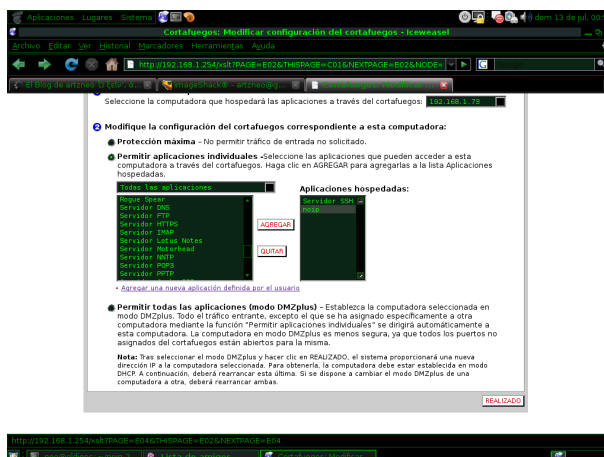 Aplicaciones Lugares Sistema dom 13 de jul, 00:
Cortafuegos: Modificar configuración del cortafuegos - Iceweasel
Archivo Editar Ver Historial Marcadores Herramientas Ayuda
http://192.168.1.254/xslt?PAGE=E02&THISPAGE=C01&NEXTPAGE=E02&NODE=
El Blog de artzneo
ImageShack® - artzneo@g...
Seleccione la computadora que hospedará las aplicaciones a través del cortafuegos: 192.168.1.73
2 Modifique la configuración del cortafuegos correspondiente a esta computadora:
Protección máxima – No permitir tráfico de entrada no solicitado.
Permitir aplicaciones individuales -Seleccione las aplicaciones que pueden acceder a esta
computadora a través del cortafuegos. Haga clic en AGREGAR para agregarlas a la lista Aplicaciones
hospedadas.
Todas las aplicaciones
Aplicaciones hospedadas:
Rogue Spear
Servidor DNS
Servidor FTP
Servidor HTTPS
Servidor IMAP
Servidor Lotus Notes
Servidor Motorhead
Servidor NNTP
Servidor POP3
Servidor PPTP
AGREGAR
QUITAR
Servidor SSH
noip
Agregar una nueva aplicación definida por el usuario
Permitir todas las aplicaciones (modo DMZplus) – Establezca la computadora seleccionada en
modo DMZplus. Todo el tráfico entrante, excepto el que se ha asignado específicamente a otra
computadora mediante la función "Permitir aplicaciones individuales" se dirigirá automáticamente a
esta computadora. La computadora en modo DMZplus es menos segura, ya que todos los puertos no
asignados del cortafuegos están abiertos para la misma.
Nota: Tras seleccionar el modo DMZplus y hacer clic en REALIZADO, el sistema proporcionará una nueva
dirección IP a la computadora seleccionada. Para obtenerla, la computadora debe estar establecida en modo
DHCP. A continuación, deberá rearrancar esta última. Si se dispone a cambiar el modo DMZplus de una
computadora a otra, deberá rearrancar ambas.
REALIZADO
http://192.168.1.254/xslt?PAGE=E04&THISPAGE=E02&NEXTPAGE=E04
Lista de amigos
Cortafuegos: Modificar